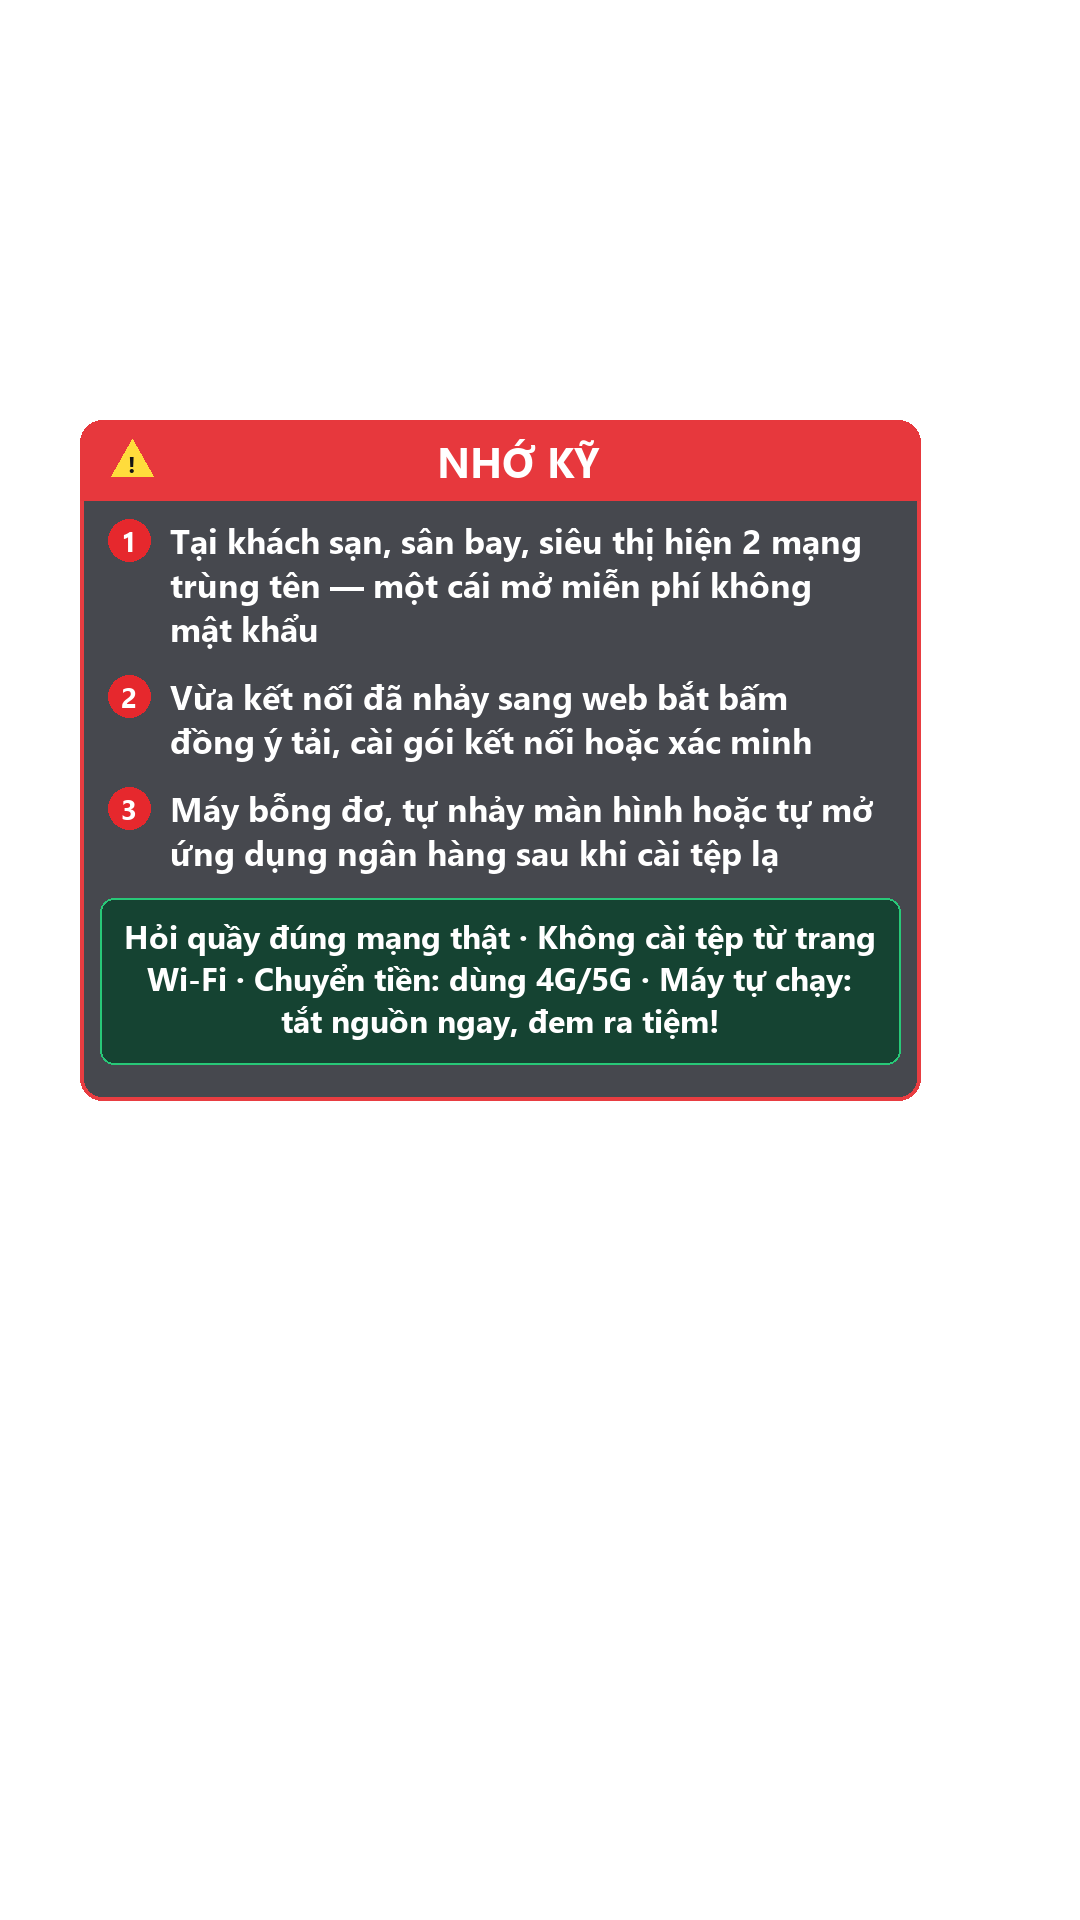 !
NHỚ KỸ
1 Tại khách sạn, sân bay, siêu thị hiện 2 mạng
trùng tên — một cái mở miễn phí không
mật khẩu
2 Vừa kết nối đã nhảy sang web bắt bấm
đồng ý tải, cài gói kết nối hoặc xác minh
3 Máy bỗng đơ, tự nhảy màn hình hoặc tự mở
ứng dụng ngân hàng sau khi cài tệp lạ
Hỏi quầy đúng mạng thật · Không cài tệp từ trang
Wi-Fi · Chuyển tiền: dùng 4G/5G · Máy tự chạy:
tắt nguồn ngay, đem ra tiệm!